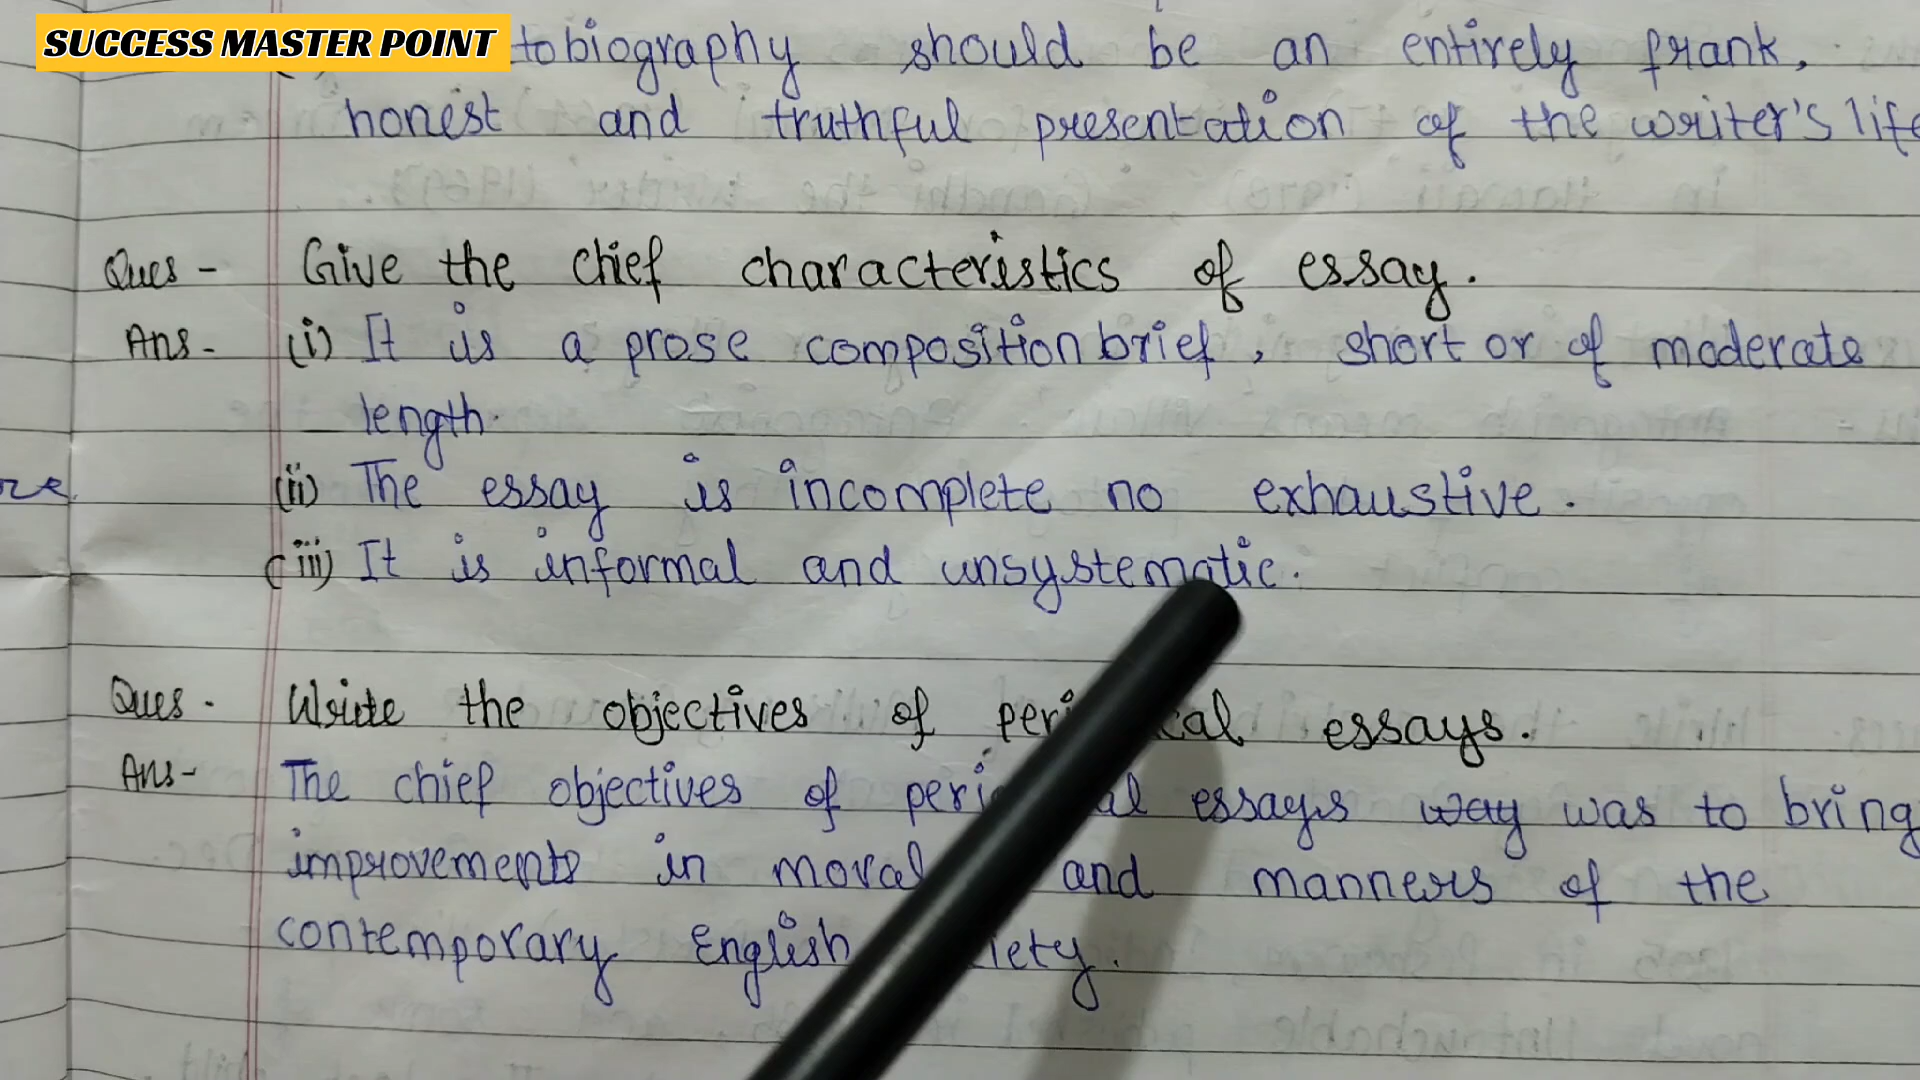 SUCCESS MASTER POINT
tobiography should be an entirely frank,
honest and truthful presentation of the writer's life
Ques - Give the chief characteristics of essay.
Ans - (i) It is a prose composition brief, short or of moderate
length.
(ii) The essay is incomplete no exhaustive.
(iii) It is informal and unsystematic.
Ques - Write the objectives of essays.
Ans - The chief objectives of essays way was to bring
improvements in and manners of the
contemporary English